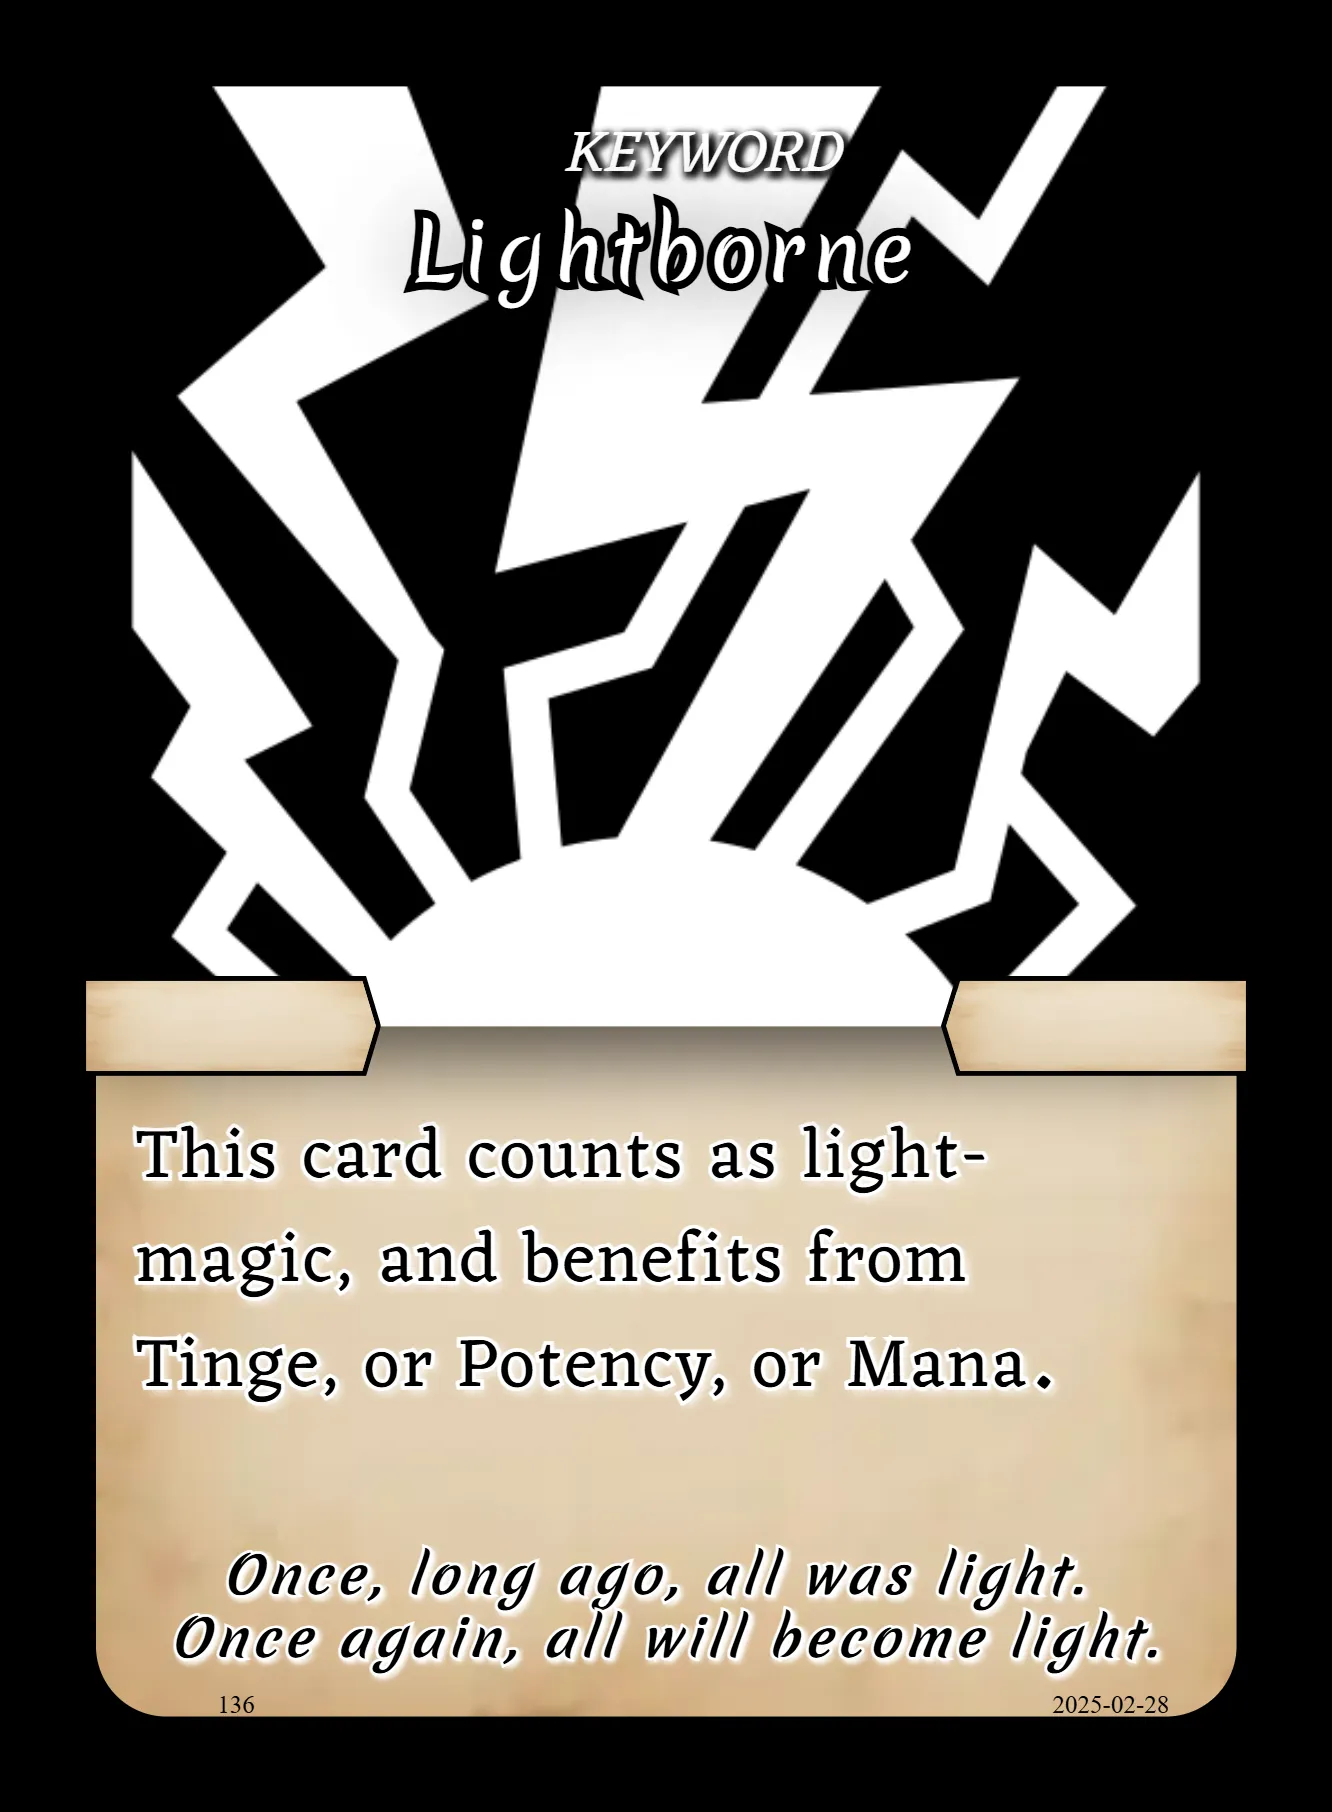 KEYWORD
Lightborne
This card counts as light-
magic, and benefits from
Tinge, or Potency, or Mana.
Once, long ago, all was light.
Once again, all will become light.
136
2025-02-28